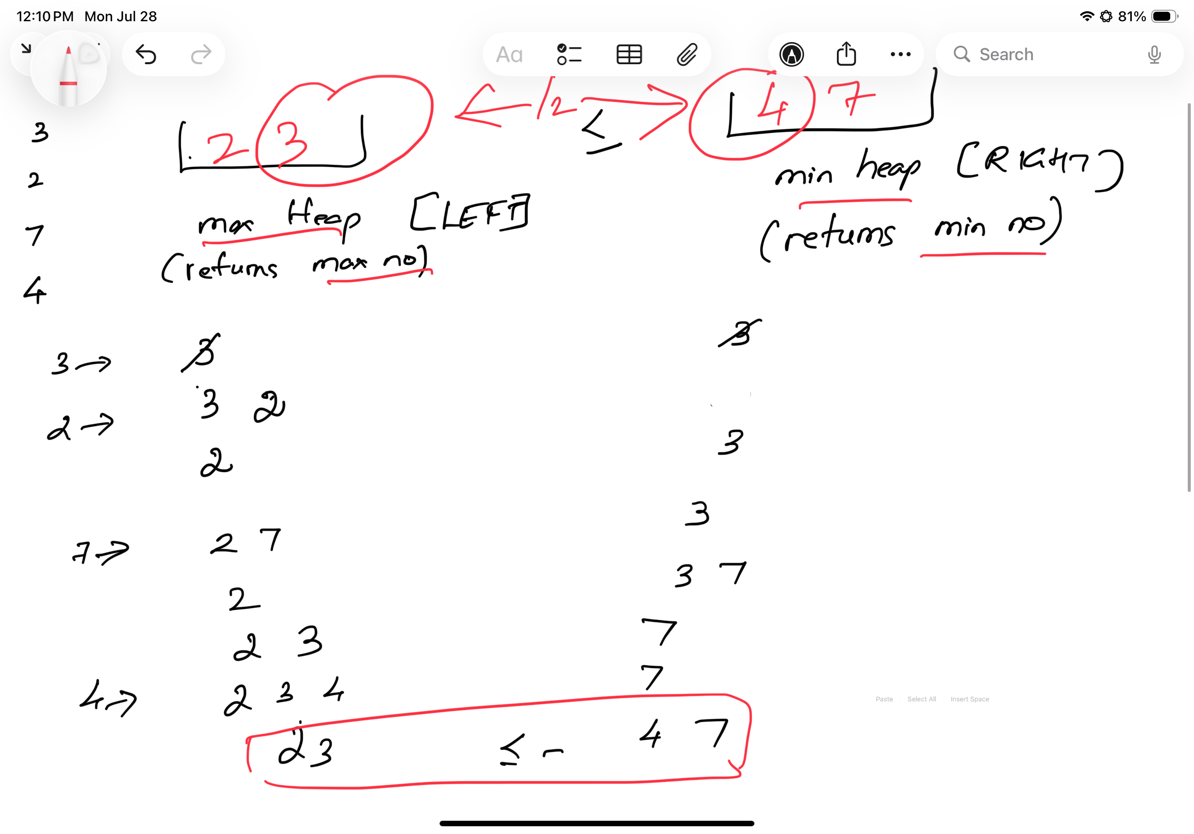 12:10 PM Mon Jul 28 81%
Aa Search
2 3 ← /2 → 4 7
≤
3
2
7
4
max Heap [LEFT]
(returns max no)
min heap [RIGHT]
(returns min no)
3 → 3 3
2 → 3 2
2 3
3
7 → 2 7
3 7
2
2 3 7
4 → 2 3 4 7
Paste Select All Insert Space
2 3 ≤ - 4 7